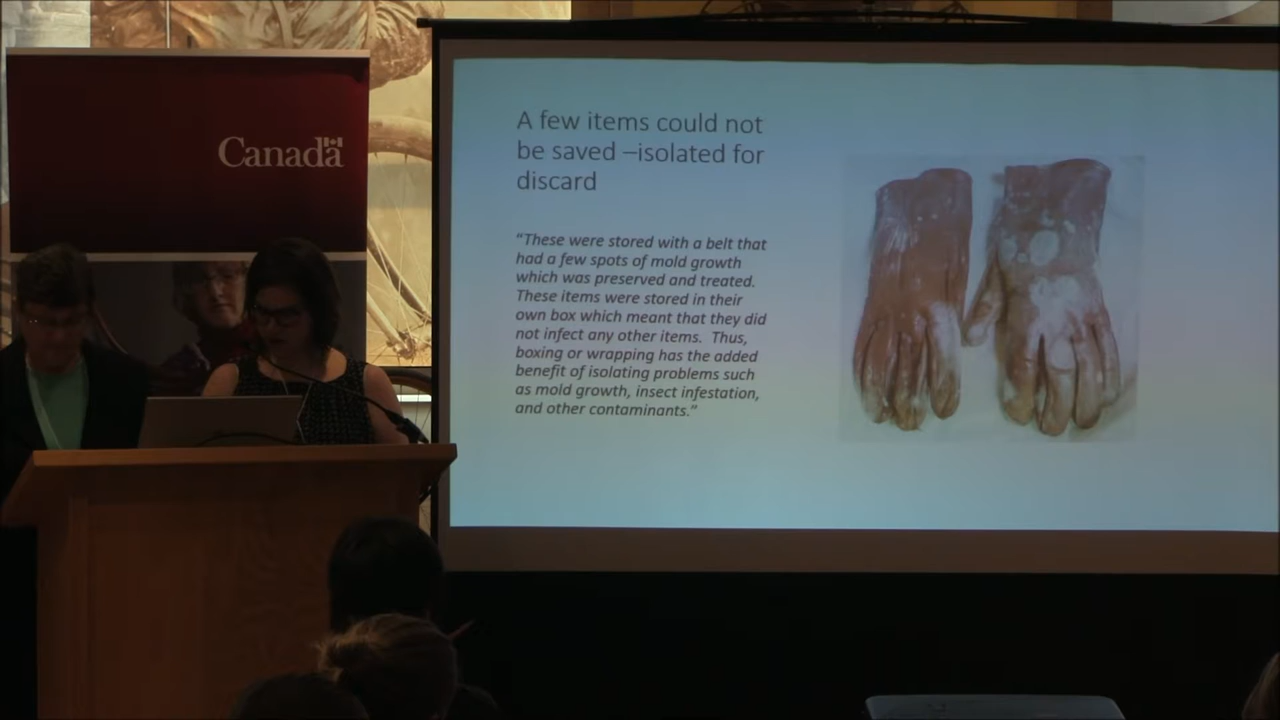 Canada
A few items could not
be saved –isolated for
discard
“These were stored with a belt that
had a few spots of mold growth
which was preserved and treated.
These items were stored in their
own box which meant that they did
not infect any other items.  Thus,
boxing or wrapping has the added
benefit of isolating problems such
as mold growth, insect infestation,
and other contaminants.”